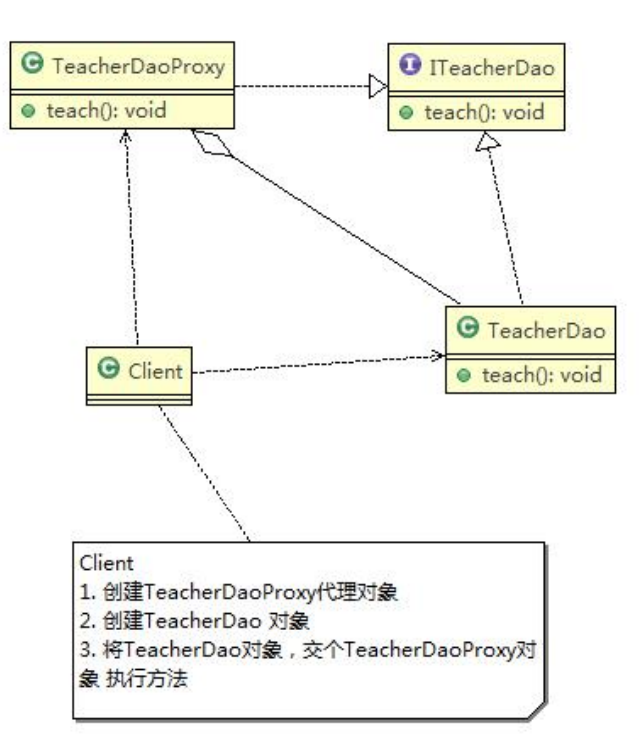 TeacherDaoProxy
teach(): void
ITeacherDao
teach(): void
TeacherDao
teach(): void
Client
Client
1. 创建TeacherDaoProxy代理对象
2. 创建TeacherDao 对象
3. 将TeacherDao对象，交个TeacherDaoProxy对
象 执行方法